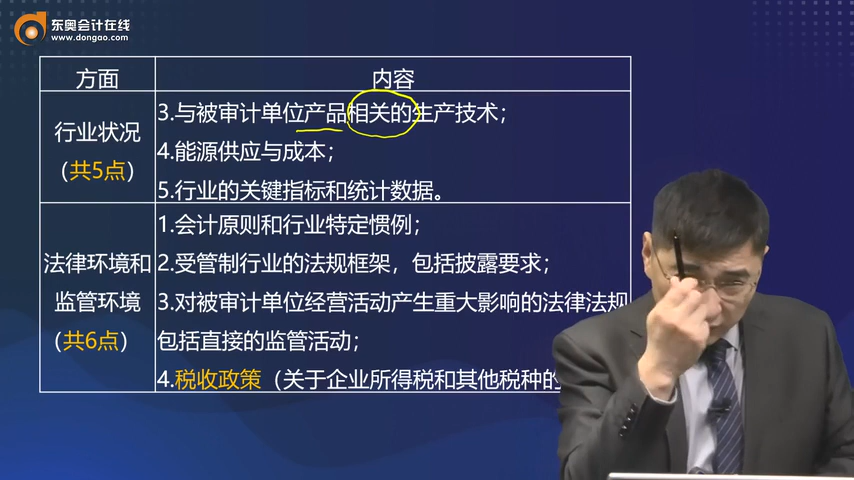 东奥会计在线
www.dongao.com
方面 内容
行业状况
（共5点）
3.与被审计单位产品相关的生产技术；
4.能源供应与成本；
5.行业的关键指标和统计数据。
法律环境和
监管环境
（共6点）
1.会计原则和行业特定惯例；
2.受管制行业的法规框架，包括披露要求；
3.对被审计单位经营活动产生重大影响的法律法规
包括直接的监管活动；
4.税收政策（关于企业所得税和其他税种的